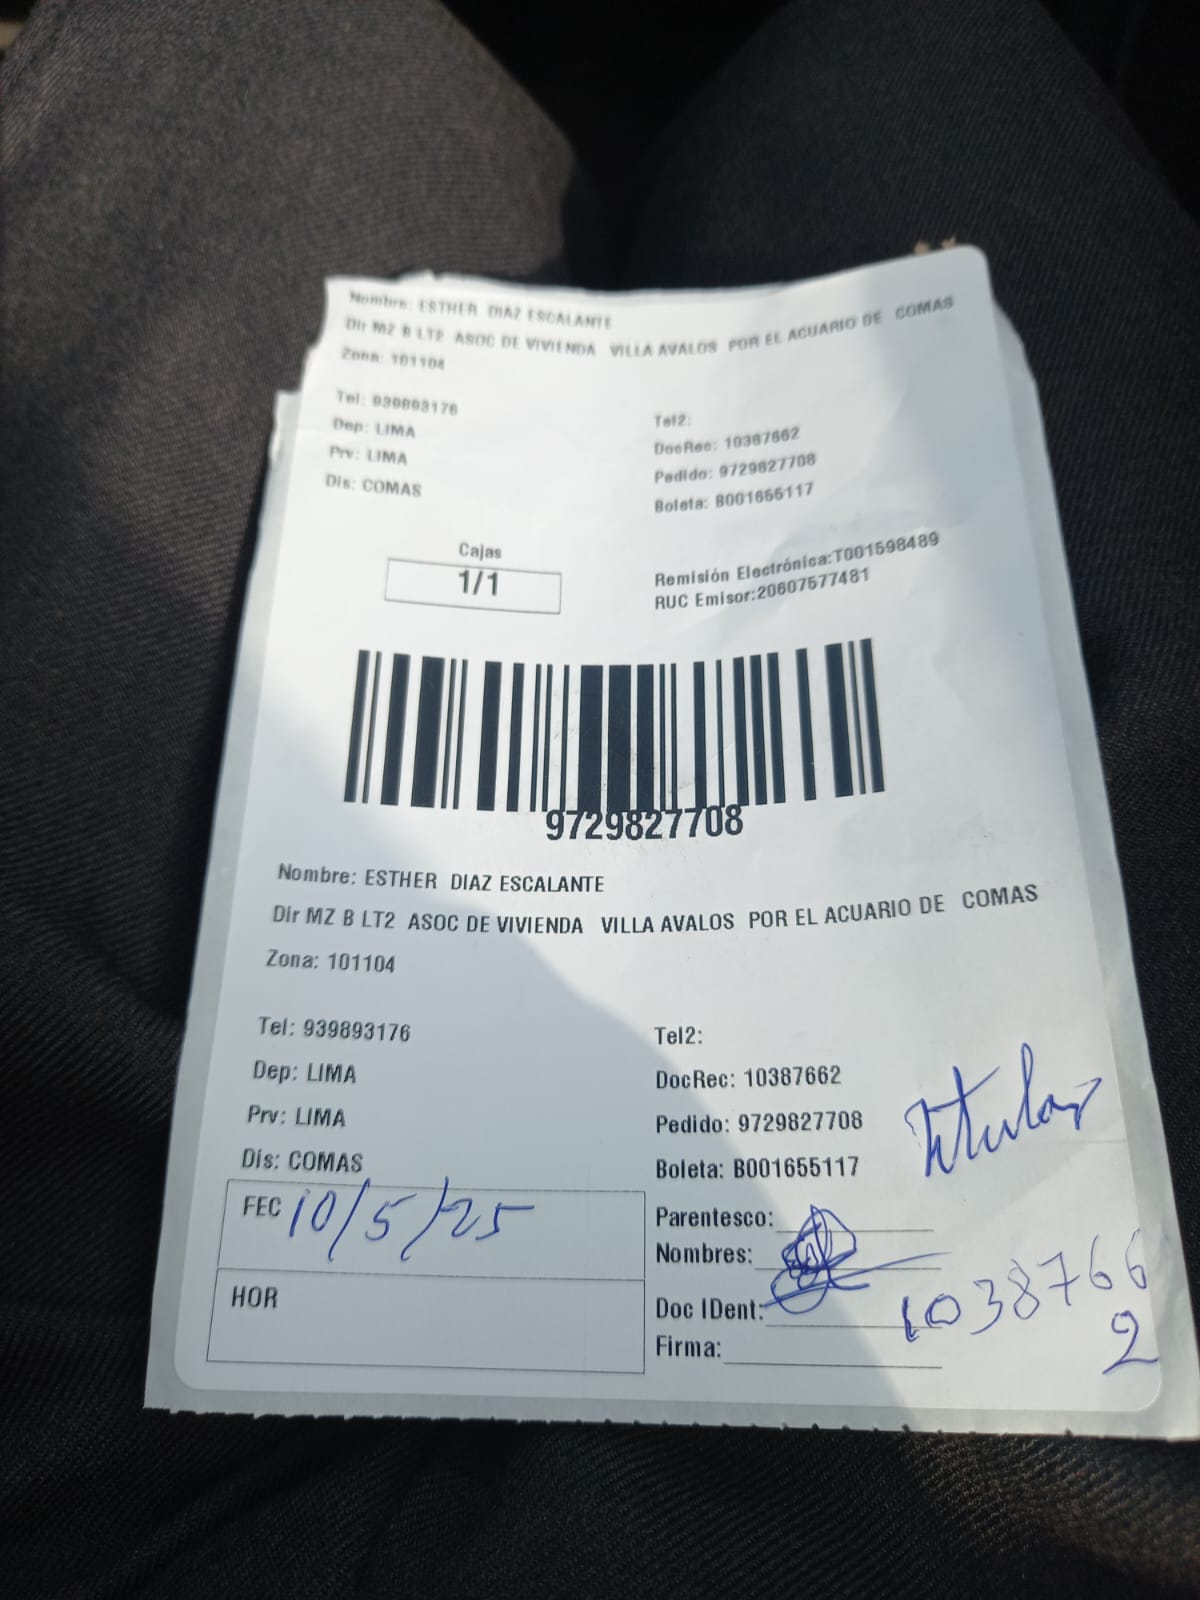 Nombre: ESTHER DIAZ ESCALANTE
Dir MZ B LT2 ASOC DE VIVIENDA VILLA AVALOS POR EL ACUARIO DE COMAS
Zona: 101104
Tel: 939893176
Dep: LIMA
Prv: LIMA
Dis: COMAS
Tel2:
DocRec: 10387662
Pedido: 9729827708
Boleta: B001655117
Cajas
1/1
Remisión Electrónica:T001598489
RUC Emisor:20607577481
9729827708
Nombre: ESTHER DIAZ ESCALANTE
Dir MZ B LT2 ASOC DE VIVIENDA VILLA AVALOS POR EL ACUARIO DE COMAS
Zona: 101104
Tel: 939893176
Dep: LIMA
Prv: LIMA
Dis: COMAS
Tel2:
DocRec: 10387662
Pedido: 9729827708
Boleta: B001655117
Titular
FEC 10/5/25
HOR
Parentesco:
Nombres:
Doc IDent: 1038766
2
Firma: